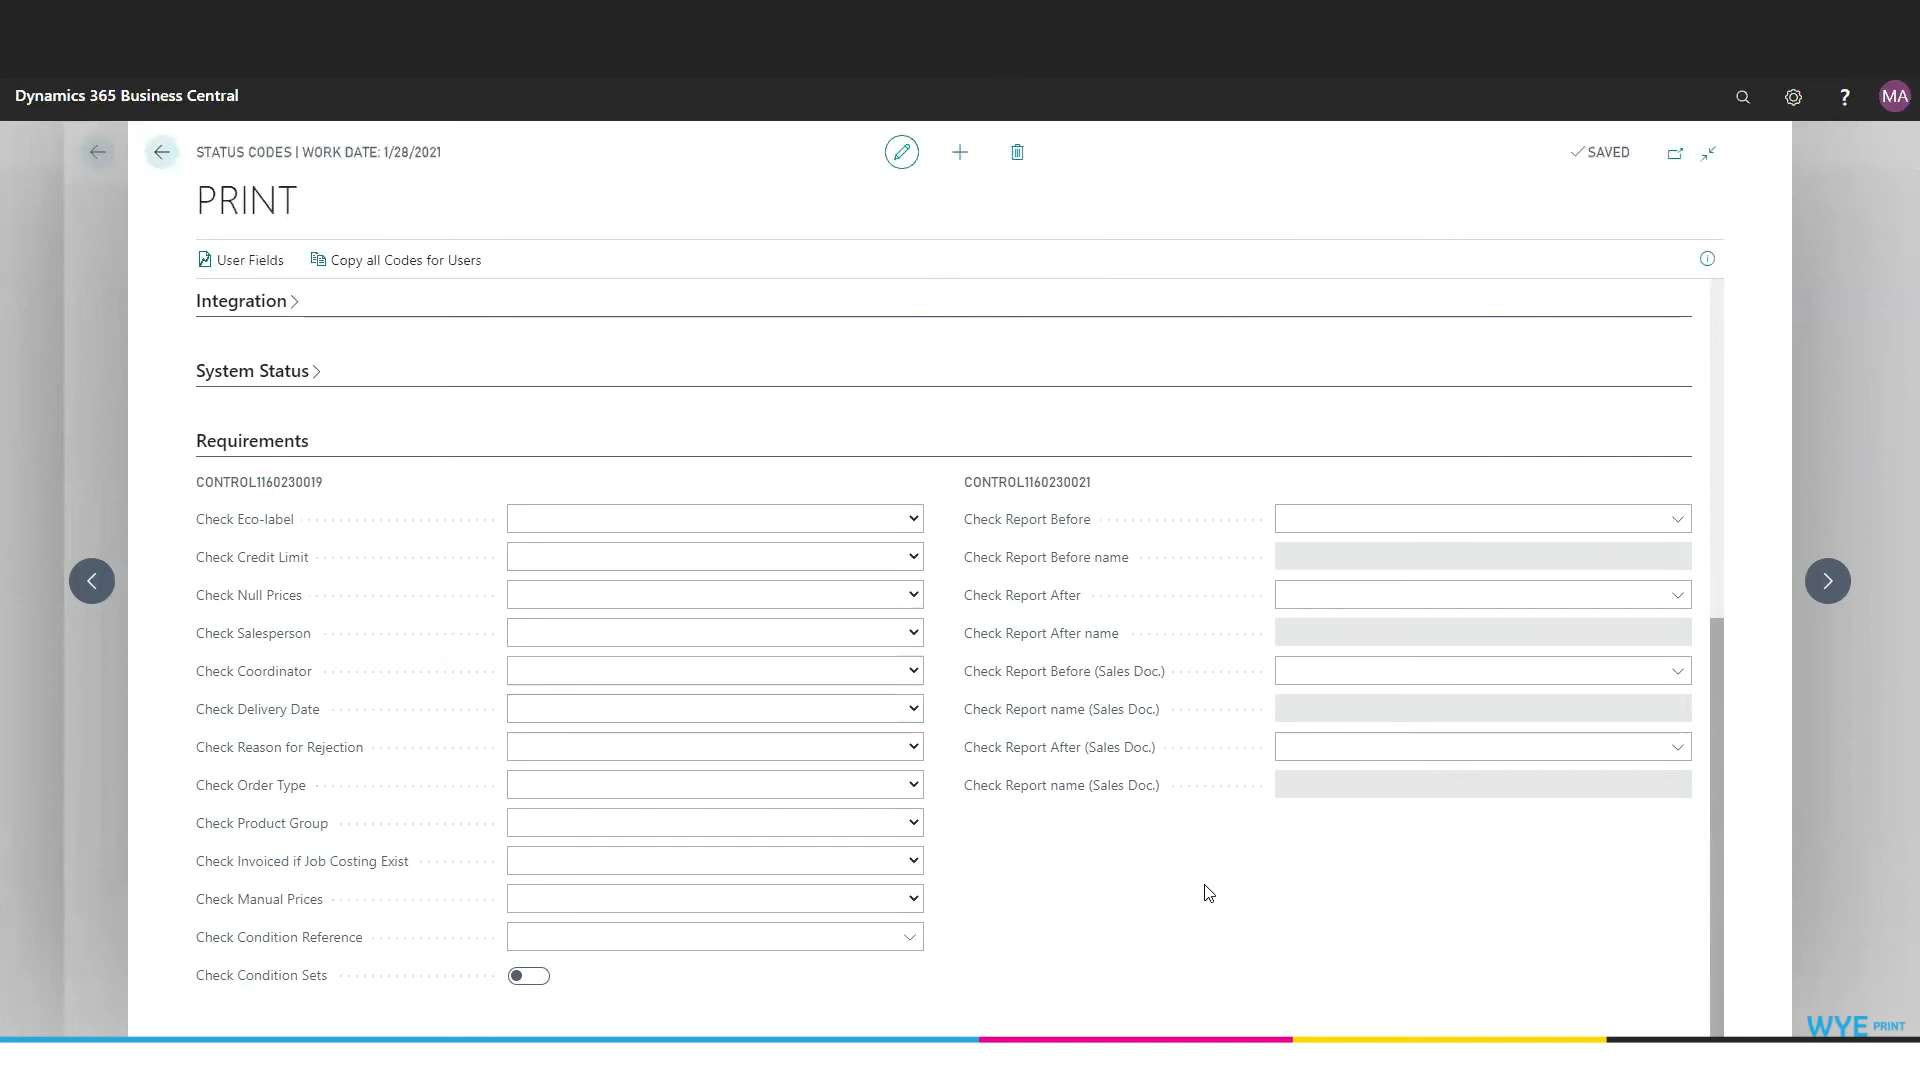 Dynamics 365 Business Central
?
MA
STATUS CODES | WORK DATE: 1/28/2021
SAVED
PRINT
User Fields
Copy all Codes for Users
Integration
System Status
Requirements
CONTROL1160230019
Check Eco-label
Check Credit Limit
Check Null Prices
Check Salesperson
Check Coordinator
Check Delivery Date
Check Reason for Rejection
Check Order Type
Check Product Group
Check Invoiced if Job Costing Exist
Check Manual Prices
Check Condition Reference
Check Condition Sets
CONTROL1160230021
Check Report Before
Check Report Before name
Check Report After
Check Report After name
Check Report Before (Sales Doc.)
Check Report name (Sales Doc.)
Check Report After (Sales Doc.)
Check Report name (Sales Doc.)
WYE PRINT